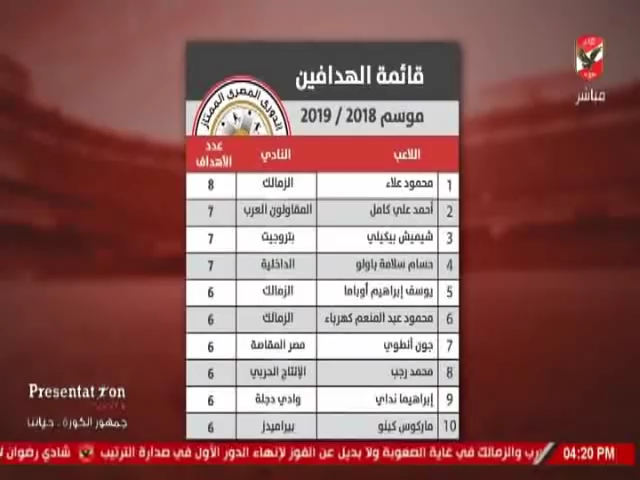 قائمة الهدافين
موسم 2018 / 2019
الدوري المصري الممتاز
مباشر
اللاعب النادي عدد الأهداف
1 محمود علاء الزمالك 8
2 أحمد علي كامل المقاولون العرب 7
3 شيميش بيكيلي بتروجيت 7
4 حسام سلامة باولو الداخلية 7
5 يوسف إبراهيم أوباما الزمالك 6
6 محمود عبد المنعم كهرباء الزمالك 6
7 جون أنطوي مصر المقاصة 6
8 محمد رجب الإنتاج الحربي 6
9 إبراهيما نداي وادي دجلة 6
10 ماركوس كينو بيراميدز 6
Presentation
جمهور الكورة . حياتنا
رب والزمالك في غاية الصعوبة ولا بديل عن الفوز لإنهاء الدور الأول في صدارة الترتيب شادي رضوان لا
04:20 PM